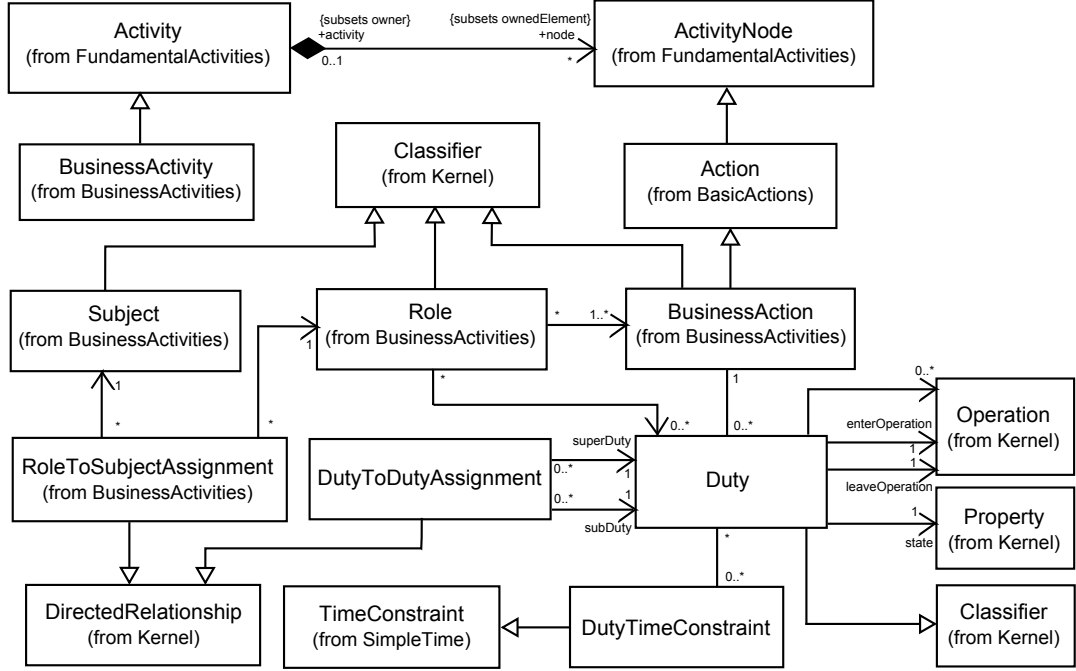 Activity
(from FundamentalActivities)
{subsets owner}
+activity
0..1
{subsets ownedElement}
+node
*
ActivityNode
(from FundamentalActivities)
BusinessActivity
(from BusinessActivities)
Classifier
(from Kernel)
Action
(from BasicActions)
Subject
(from BusinessActivities)
Role
(from BusinessActivities)
*
1..*
BusinessAction
(from BusinessActivities)
1
*
1
*
*
0..*
1
0..*
RoleToSubjectAssignment
(from BusinessActivities)
DutyToDutyAssignment
superDuty
0..*
1
0..*
1
subDuty
Duty
0..*
enterOperation
1
1
leaveOperation
1
state
Operation
(from Kernel)
Property
(from Kernel)
*
0..*
DirectedRelationship
(from Kernel)
TimeConstraint
(from SimpleTime)
DutyTimeConstraint
Classifier
(from Kernel)